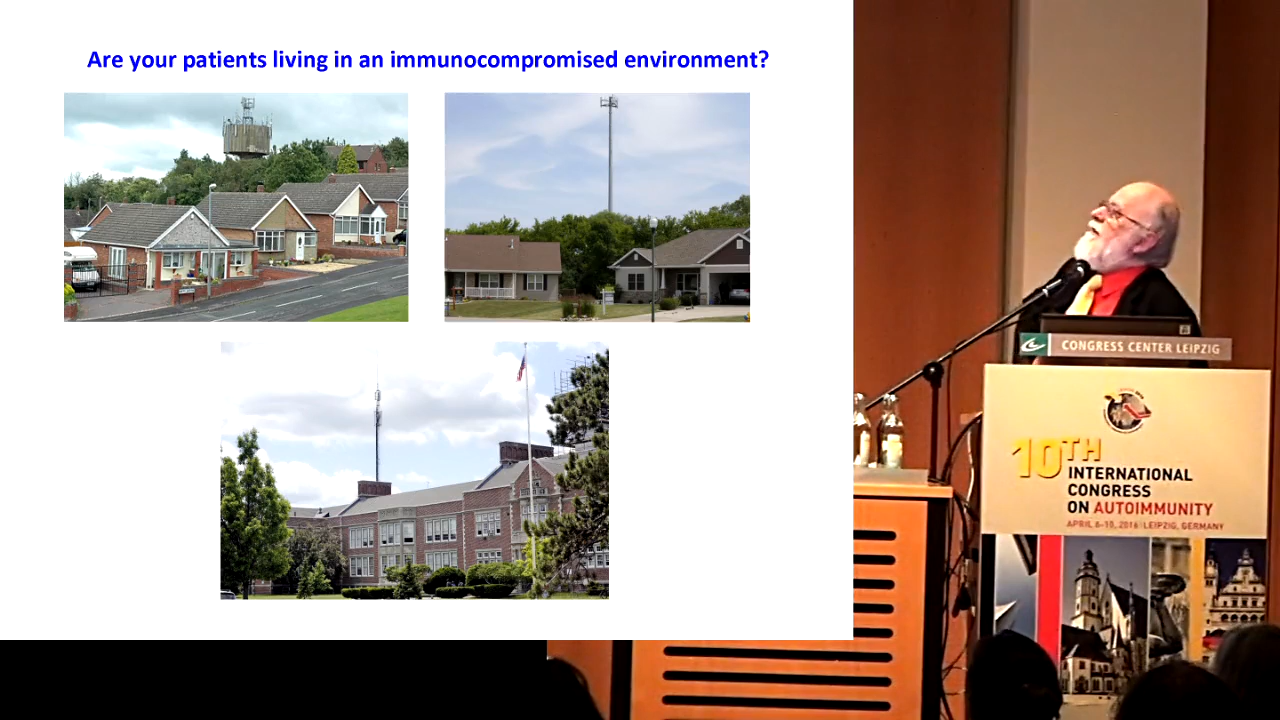 Are your patients living in an immunocompromised environment?
CONGRESS CENTER LEIPZIG
10TH
INTERNATIONAL
CONGRESS
ON AUTOIMMUNITY
APRIL 6-10, 2016 | LEIPZIG, GERMANY